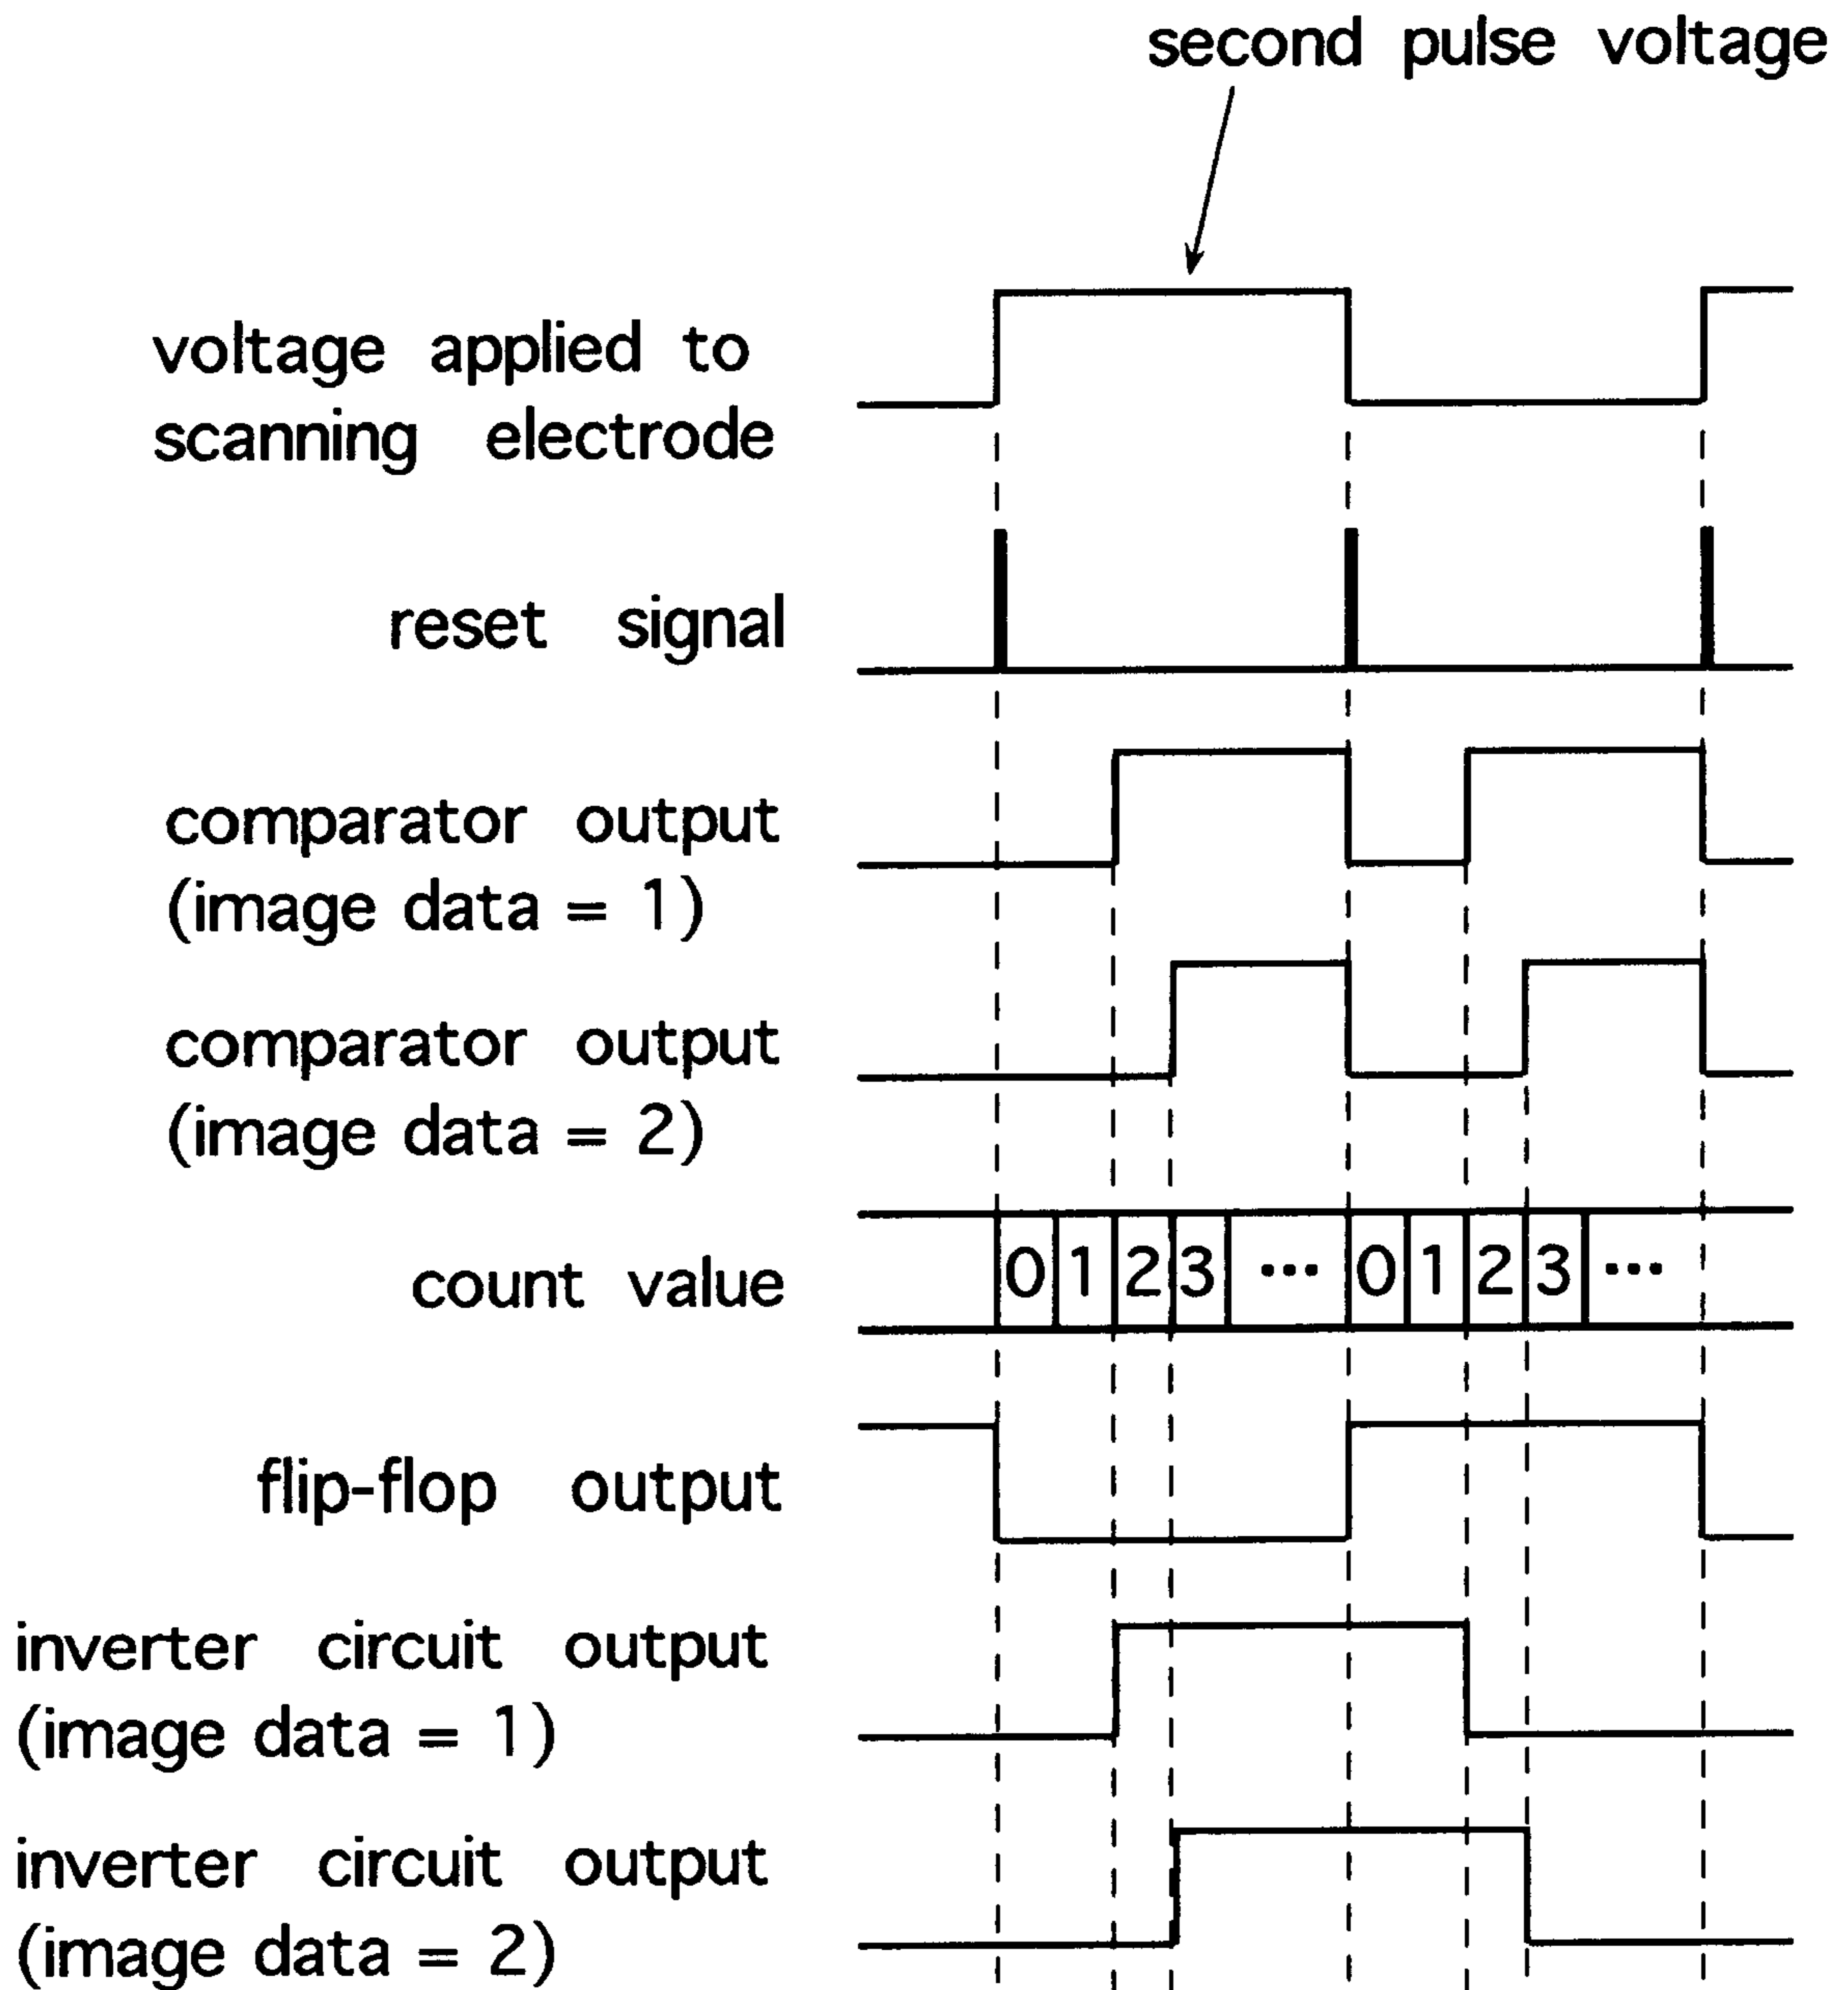 second pulse voltage
voltage applied to
scanning electrode
reset signal
comparator output
(image data = 1)
comparator output
(image data = 2)
count value
0 1 2 3 ... 0 1 2 3 ...
flip-flop output
inverter circuit output
(image data = 1)
inverter circuit output
(image data = 2)